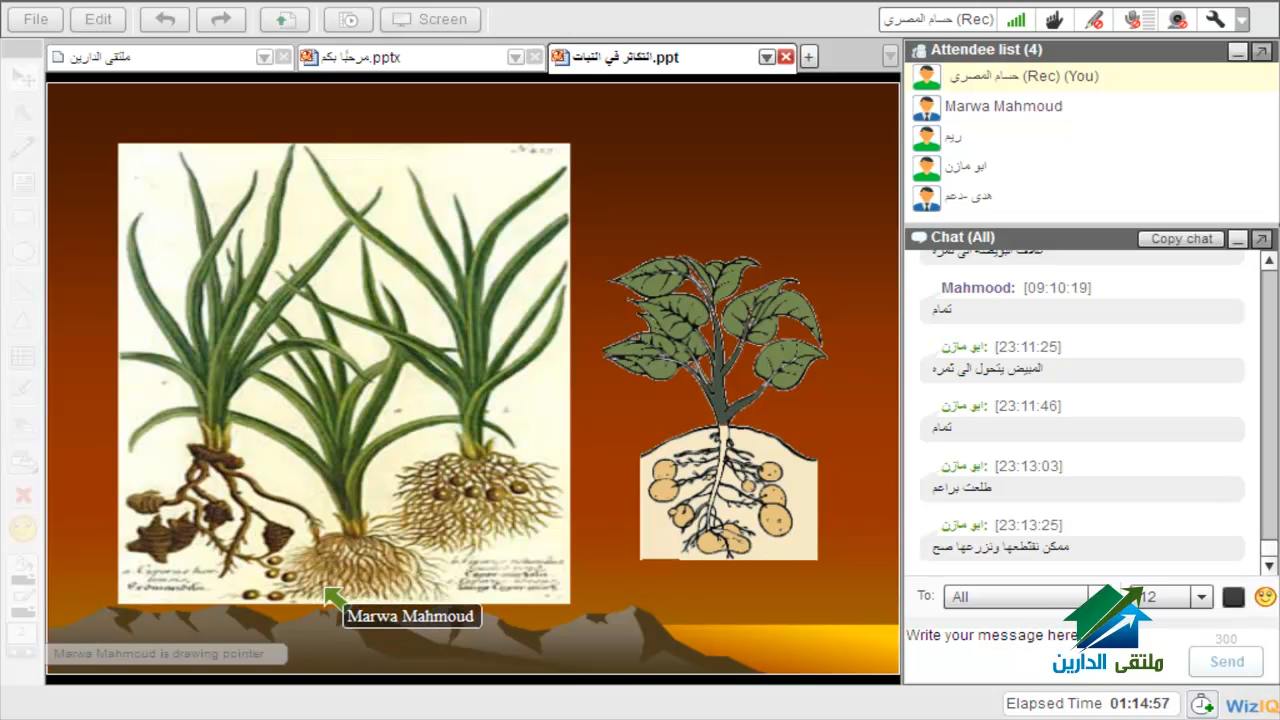 File
Edit
Screen
حسام المصري (Rec)
ملتقى الدارين
مرحبًا بكم.pptx
التكاثر في النبات.ppt
Attendee list (4)
حسام المصري (Rec) (You)
Marwa Mahmoud
ريم
ابو مازن
هدى -دعم
Chat (All)
Copy chat
Mahmood: [09:10:19]
تمام
ابو مازن: [23:11:25]
المبيض يتحول الى ثمره
ابو مازن: [23:11:46]
تمام
ابو مازن: [23:13:03]
طلعت براعم
ابو مازن: [23:13:25]
ممكن نقتطعها ونزرعها صح
To:
All
12
Write your message here
300
Send
ملتقى الدارين
Marwa Mahmoud
Marwa Mahmoud is drawing pointer
2
Elapsed Time 01:14:57
WizIQ